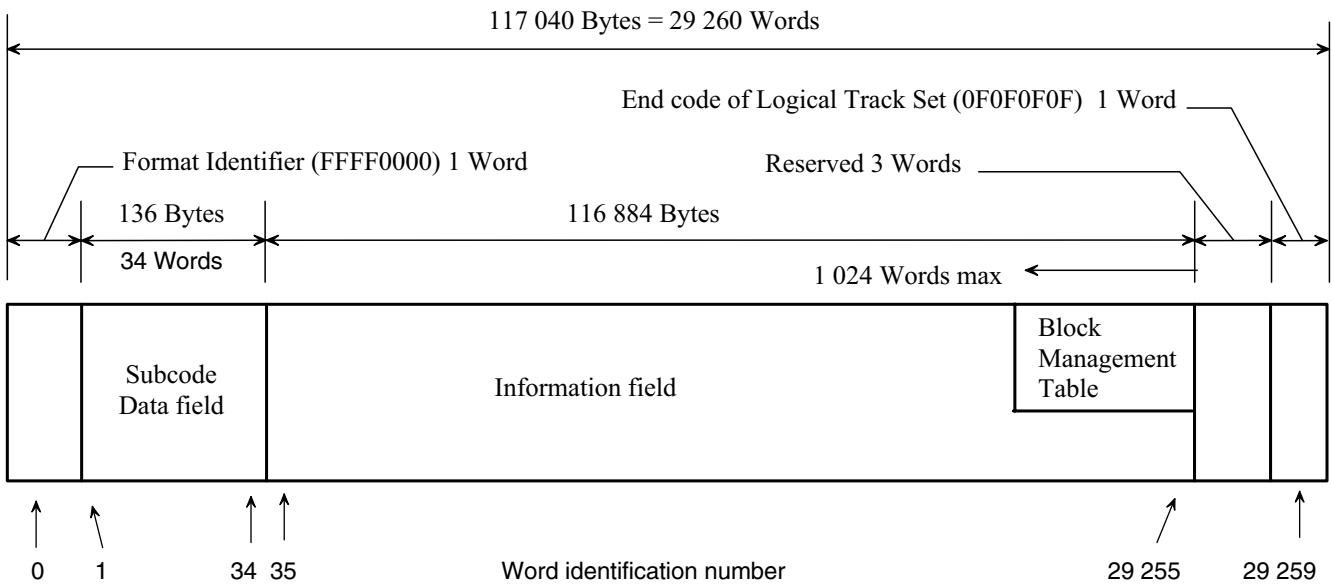 117 040 Bytes = 29 260 Words
End code of Logical Track Set (0F0F0F0F) 1 Word
Format Identifier (FFFF0000) 1 Word
Reserved 3 Words
136 Bytes
116 884 Bytes
34 Words
1 024 Words max
Block
Management
Table
Subcode
Data field
Information field
0 1 34 35 Word identification number 29 255 29 259